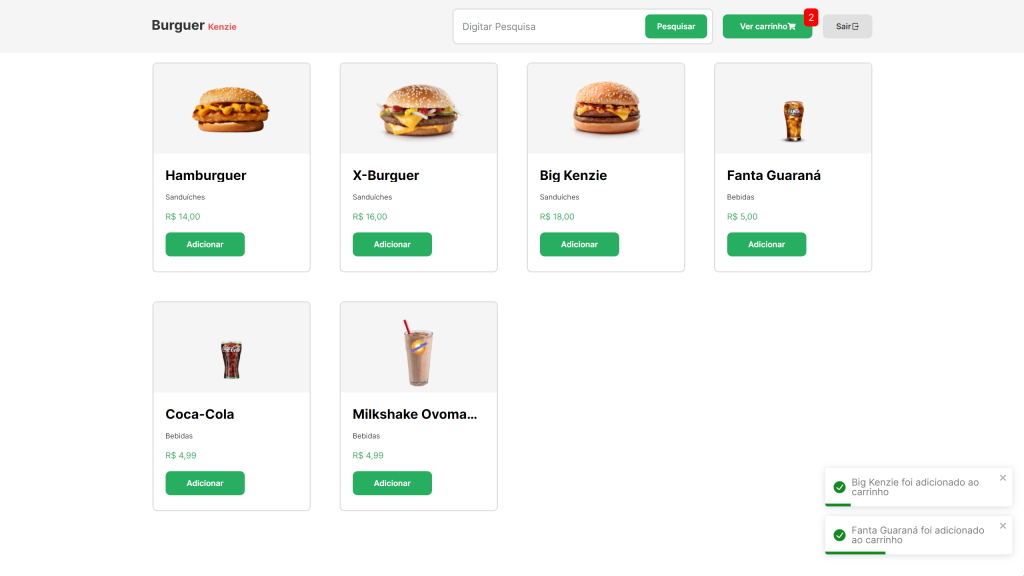 Burguer Kenzie
Digitar Pesquisa
Pesquisar
Ver carrinho
2
Sair
Hamburguer
Sanduíches
R$ 14,00
Adicionar
X-Burguer
Sanduíches
R$ 16,00
Adicionar
Big Kenzie
Sanduíches
R$ 18,00
Adicionar
Fanta Guaraná
Bebidas
R$ 5,00
Adicionar
Coca-Cola
Bebidas
R$ 4,99
Adicionar
Milkshake Ovoma...
Bebidas
R$ 4,99
Adicionar
Big Kenzie foi adicionado ao
carrinho
Fanta Guaraná foi adicionado
ao carrinho